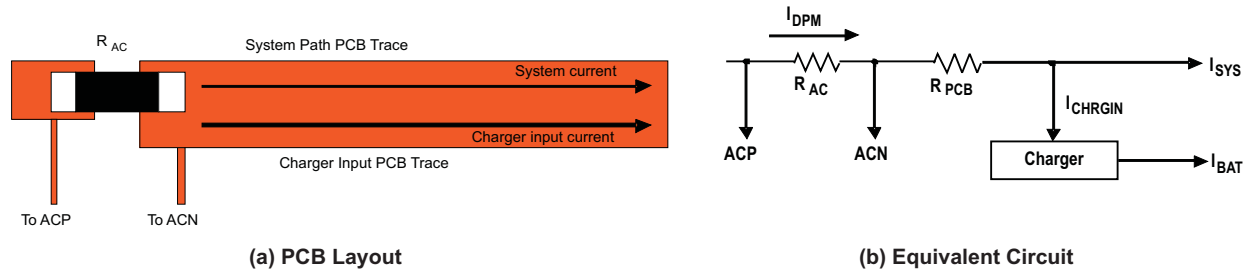 R AC
System Path PCB Trace
System current
Charger input current
Charger Input PCB Trace
To ACP
To ACN
(a) PCB Layout
I DPM
R AC
R PCB
I SYS
I CHRGIN
ACP
ACN
Charger
I BAT
(b) Equivalent Circuit